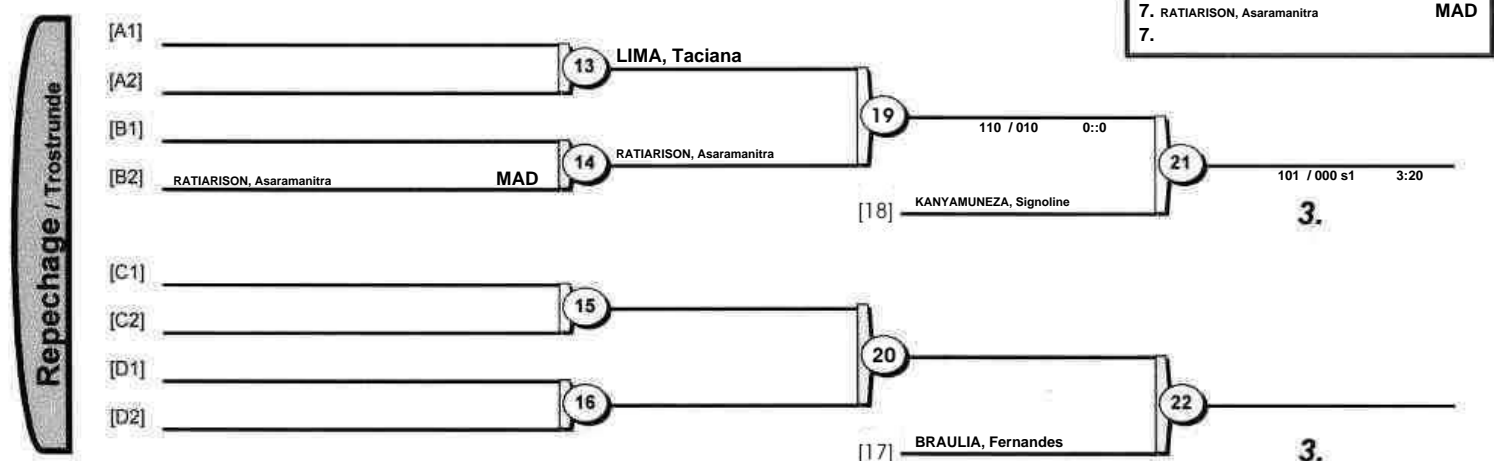 7. RATIARISON, Asaramanitra MAD
7.
Repechage / Trostrunde
[A1]
13 LIMA, Taciana
[A2]
19
[B1]
110 / 010 0::0
14 RATIARISON, Asaramanitra
21
[B2] RATIARISON, Asaramanitra MAD
101 / 000 s1 3:20
[18] KANYAMUNEZA, Signoline
3.
[C1]
15
[C2]
20
[D1]
16
22
[D2]
[17] BRAULIA, Fernandes
3.